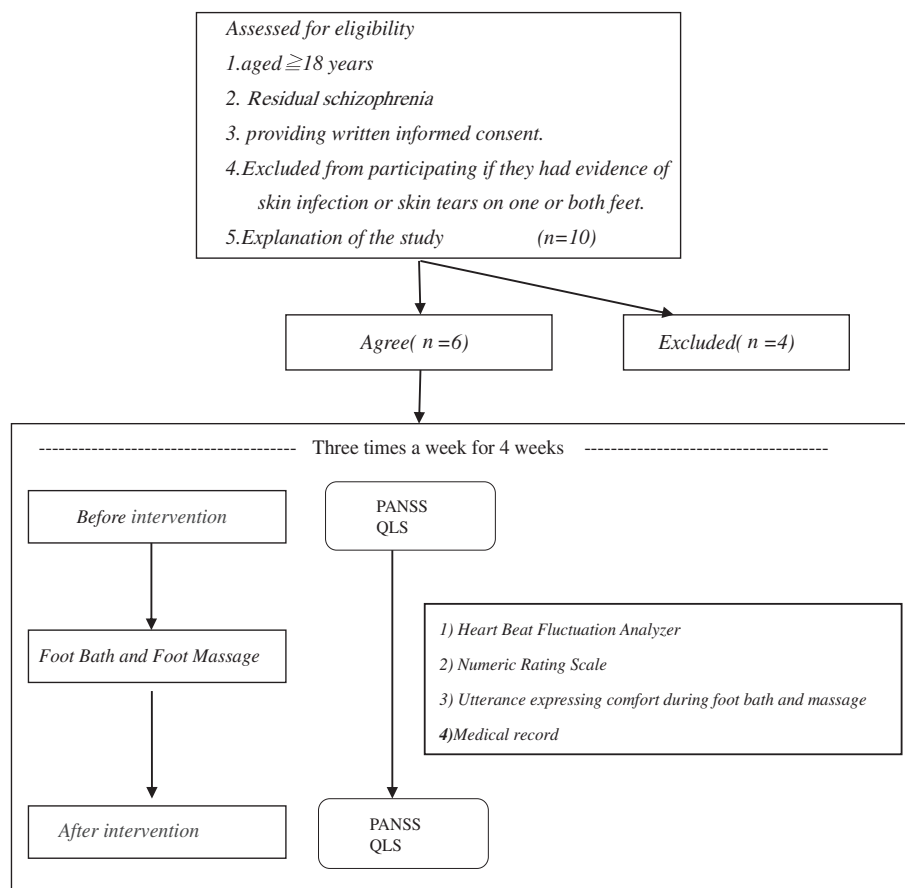 Assessed for eligibility
1.aged≧18 years
2. Residual schizophrenia
3. providing written informed consent.
4.Excluded from participating if they had evidence of
skin infection or skin tears on one or both feet.
5.Explanation of the study (n=10)
Agree( n =6)
Excluded( n =4)
--------------------------------------- Three times a week for 4 weeks -------------------------------------
Before intervention
PANSS
QLS
Foot Bath and Foot Massage
1) Heart Beat Fluctuation Analyzer
2) Numeric Rating Scale
3) Utterance expressing comfort during foot bath and massage
4)Medical record
After intervention
PANSS
QLS